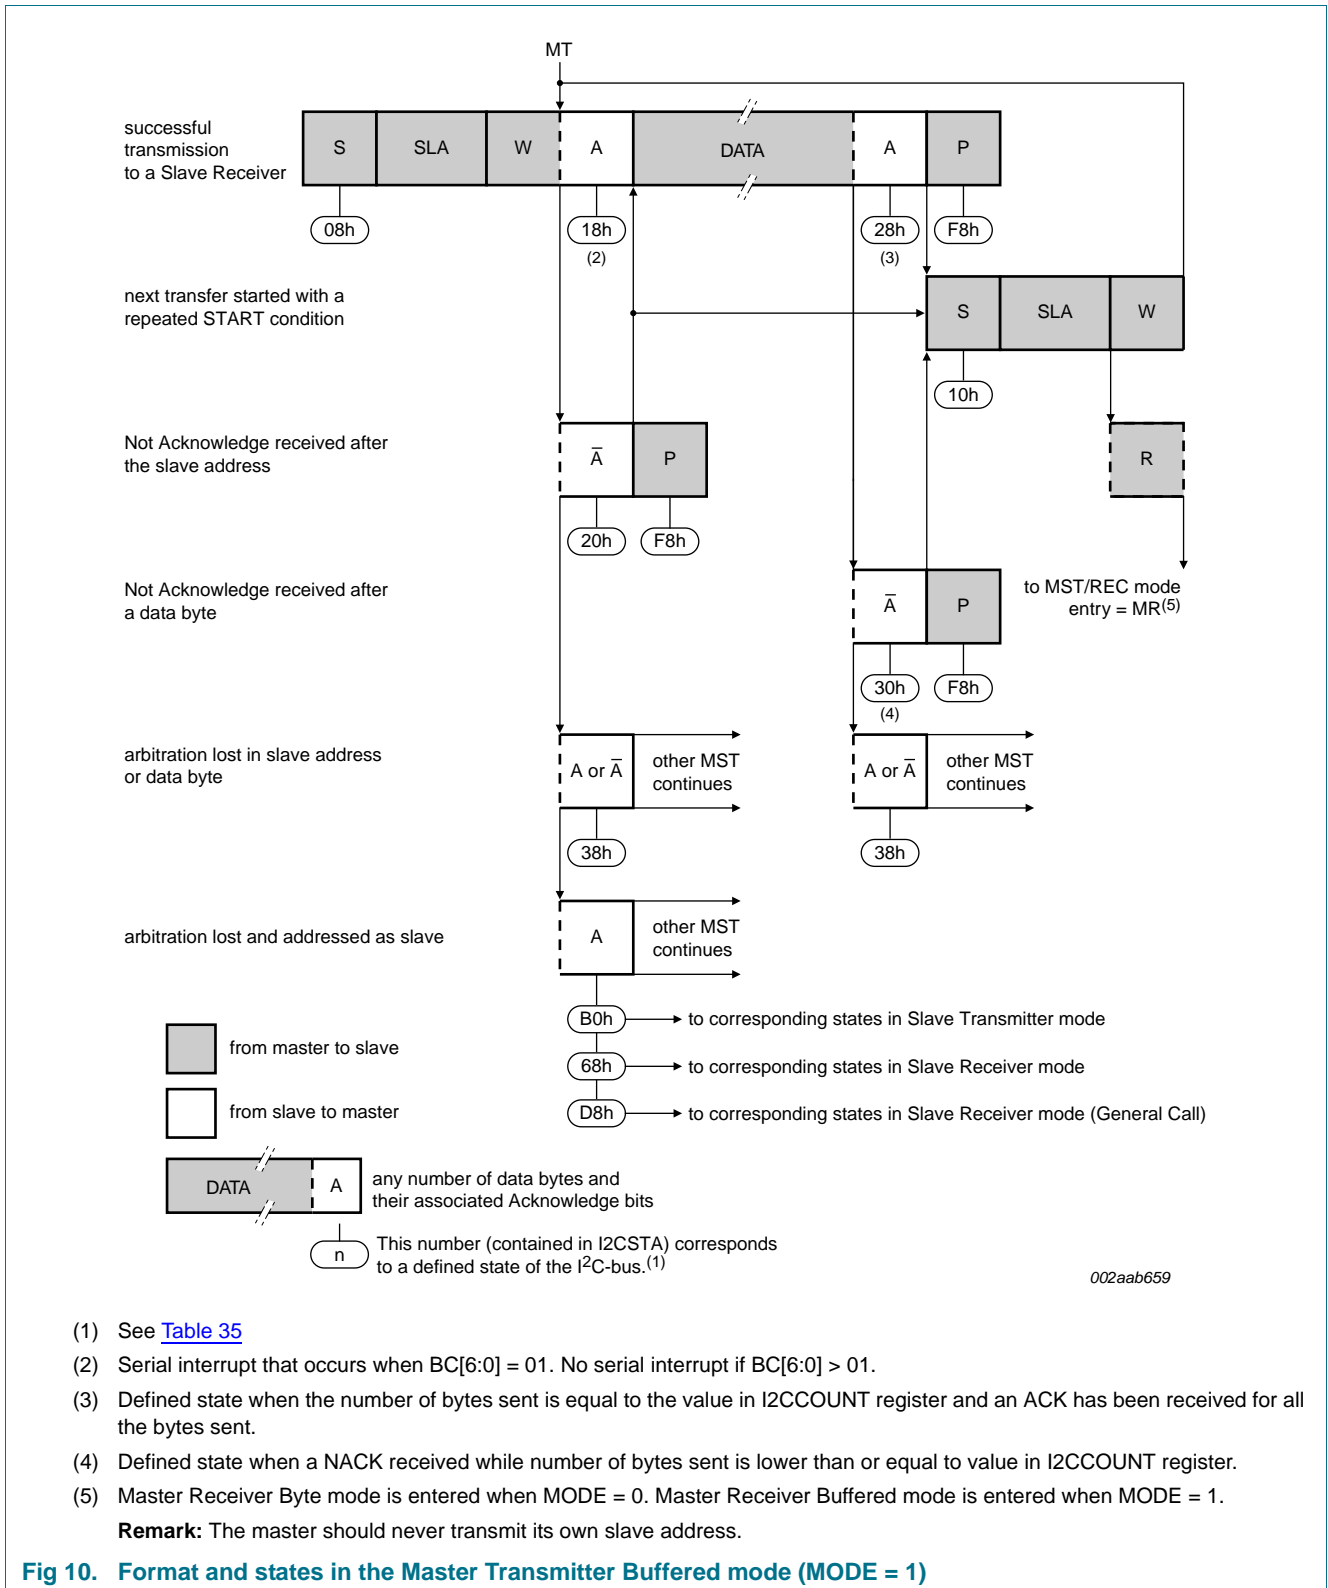 MT
successful
transmission
to a Slave Receiver
S SLA W A DATA A P
08h 18h 28h F8h
(2) (3)
next transfer started with a
repeated START condition
S SLA W
10h
Not Acknowledge received after
the slave address
A̅ P R
20h F8h
Not Acknowledge received after
a data byte
A̅ P
to MST/REC mode
entry = MR(5)
30h F8h
(4)
arbitration lost in slave address
or data byte
A or A̅ other MST
continues
A or A̅ other MST
continues
38h 38h
arbitration lost and addressed as slave
A other MST
continues
B0h to corresponding states in Slave Transmitter mode
68h to corresponding states in Slave Receiver mode
D8h to corresponding states in Slave Receiver mode (General Call)
from master to slave
from slave to master
DATA A any number of data bytes and
their associated Acknowledge bits
n This number (contained in I2CSTA) corresponds
to a defined state of the I²C-bus.(1)
002aab659
(1) See Table 35
(2) Serial interrupt that occurs when BC[6:0] = 01. No serial interrupt if BC[6:0] > 01.
(3) Defined state when the number of bytes sent is equal to the value in I2CCOUNT register and an ACK has been received for all
the bytes sent.
(4) Defined state when a NACK received while number of bytes sent is lower than or equal to value in I2CCOUNT register.
(5) Master Receiver Byte mode is entered when MODE = 0. Master Receiver Buffered mode is entered when MODE = 1.
Remark: The master should never transmit its own slave address.
Fig 10. Format and states in the Master Transmitter Buffered mode (MODE = 1)